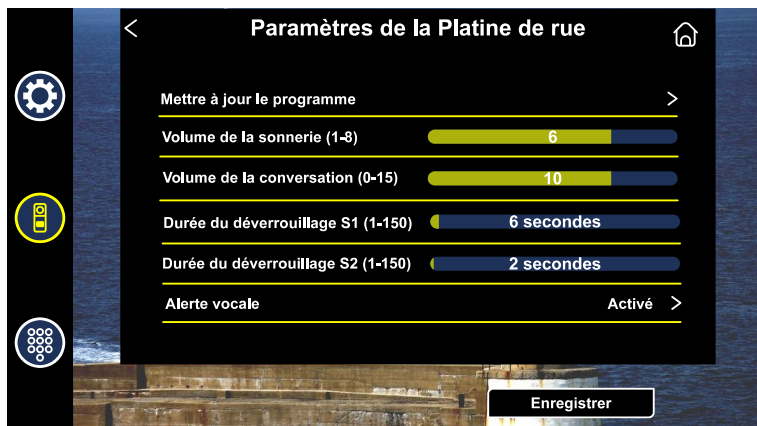 Paramètres de la Platine de rue
Mettre à jour le programme
Volume de la sonnerie (1-8) 6
Volume de la conversation (0-15) 10
Durée du déverrouillage S1 (1-150) 6 secondes
Durée du déverrouillage S2 (1-150) 2 secondes
Alerte vocale Activé
Enregistrer